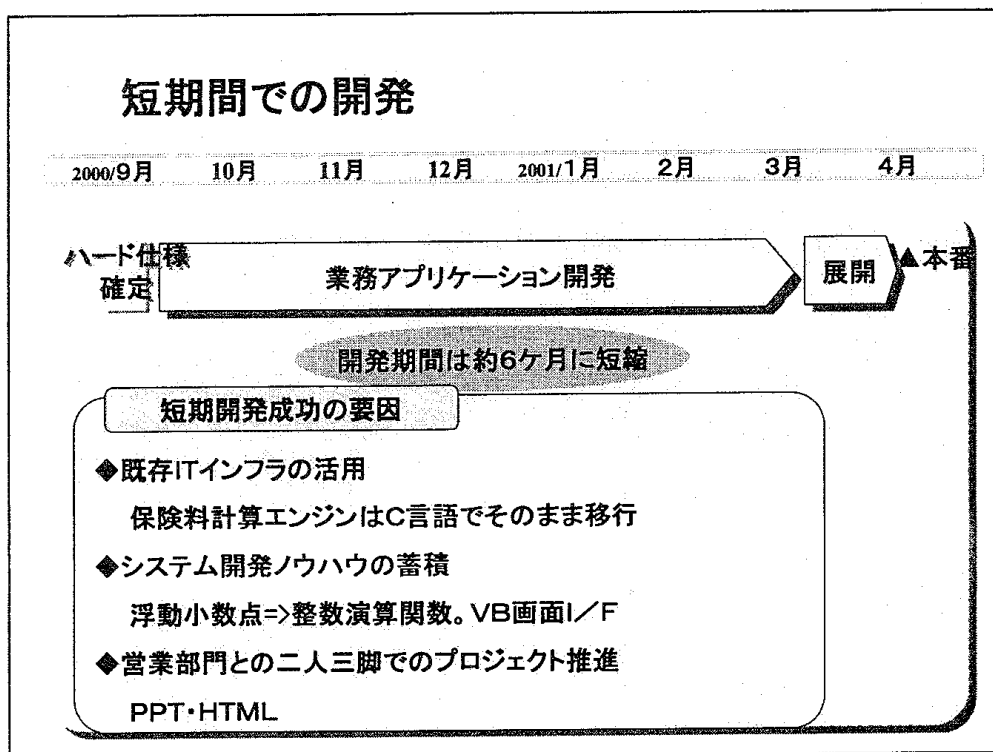 短期間での開発
2000/9月 10月 11月 12月 2001/1月 2月 3月 4月
ハード仕様
確定
業務アプリケーション開発
展開
▲本番
開発期間は約6ケ月に短縮
短期開発成功の要因
◆既存ITインフラの活用
保険料計算エンジンはC言語でそのまま移行
◆システム開発ノウハウの蓄積
浮動小数点=>整数演算関数。VB画面I／F
◆営業部門との二人三脚でのプロジェクト推進
PPT・HTML